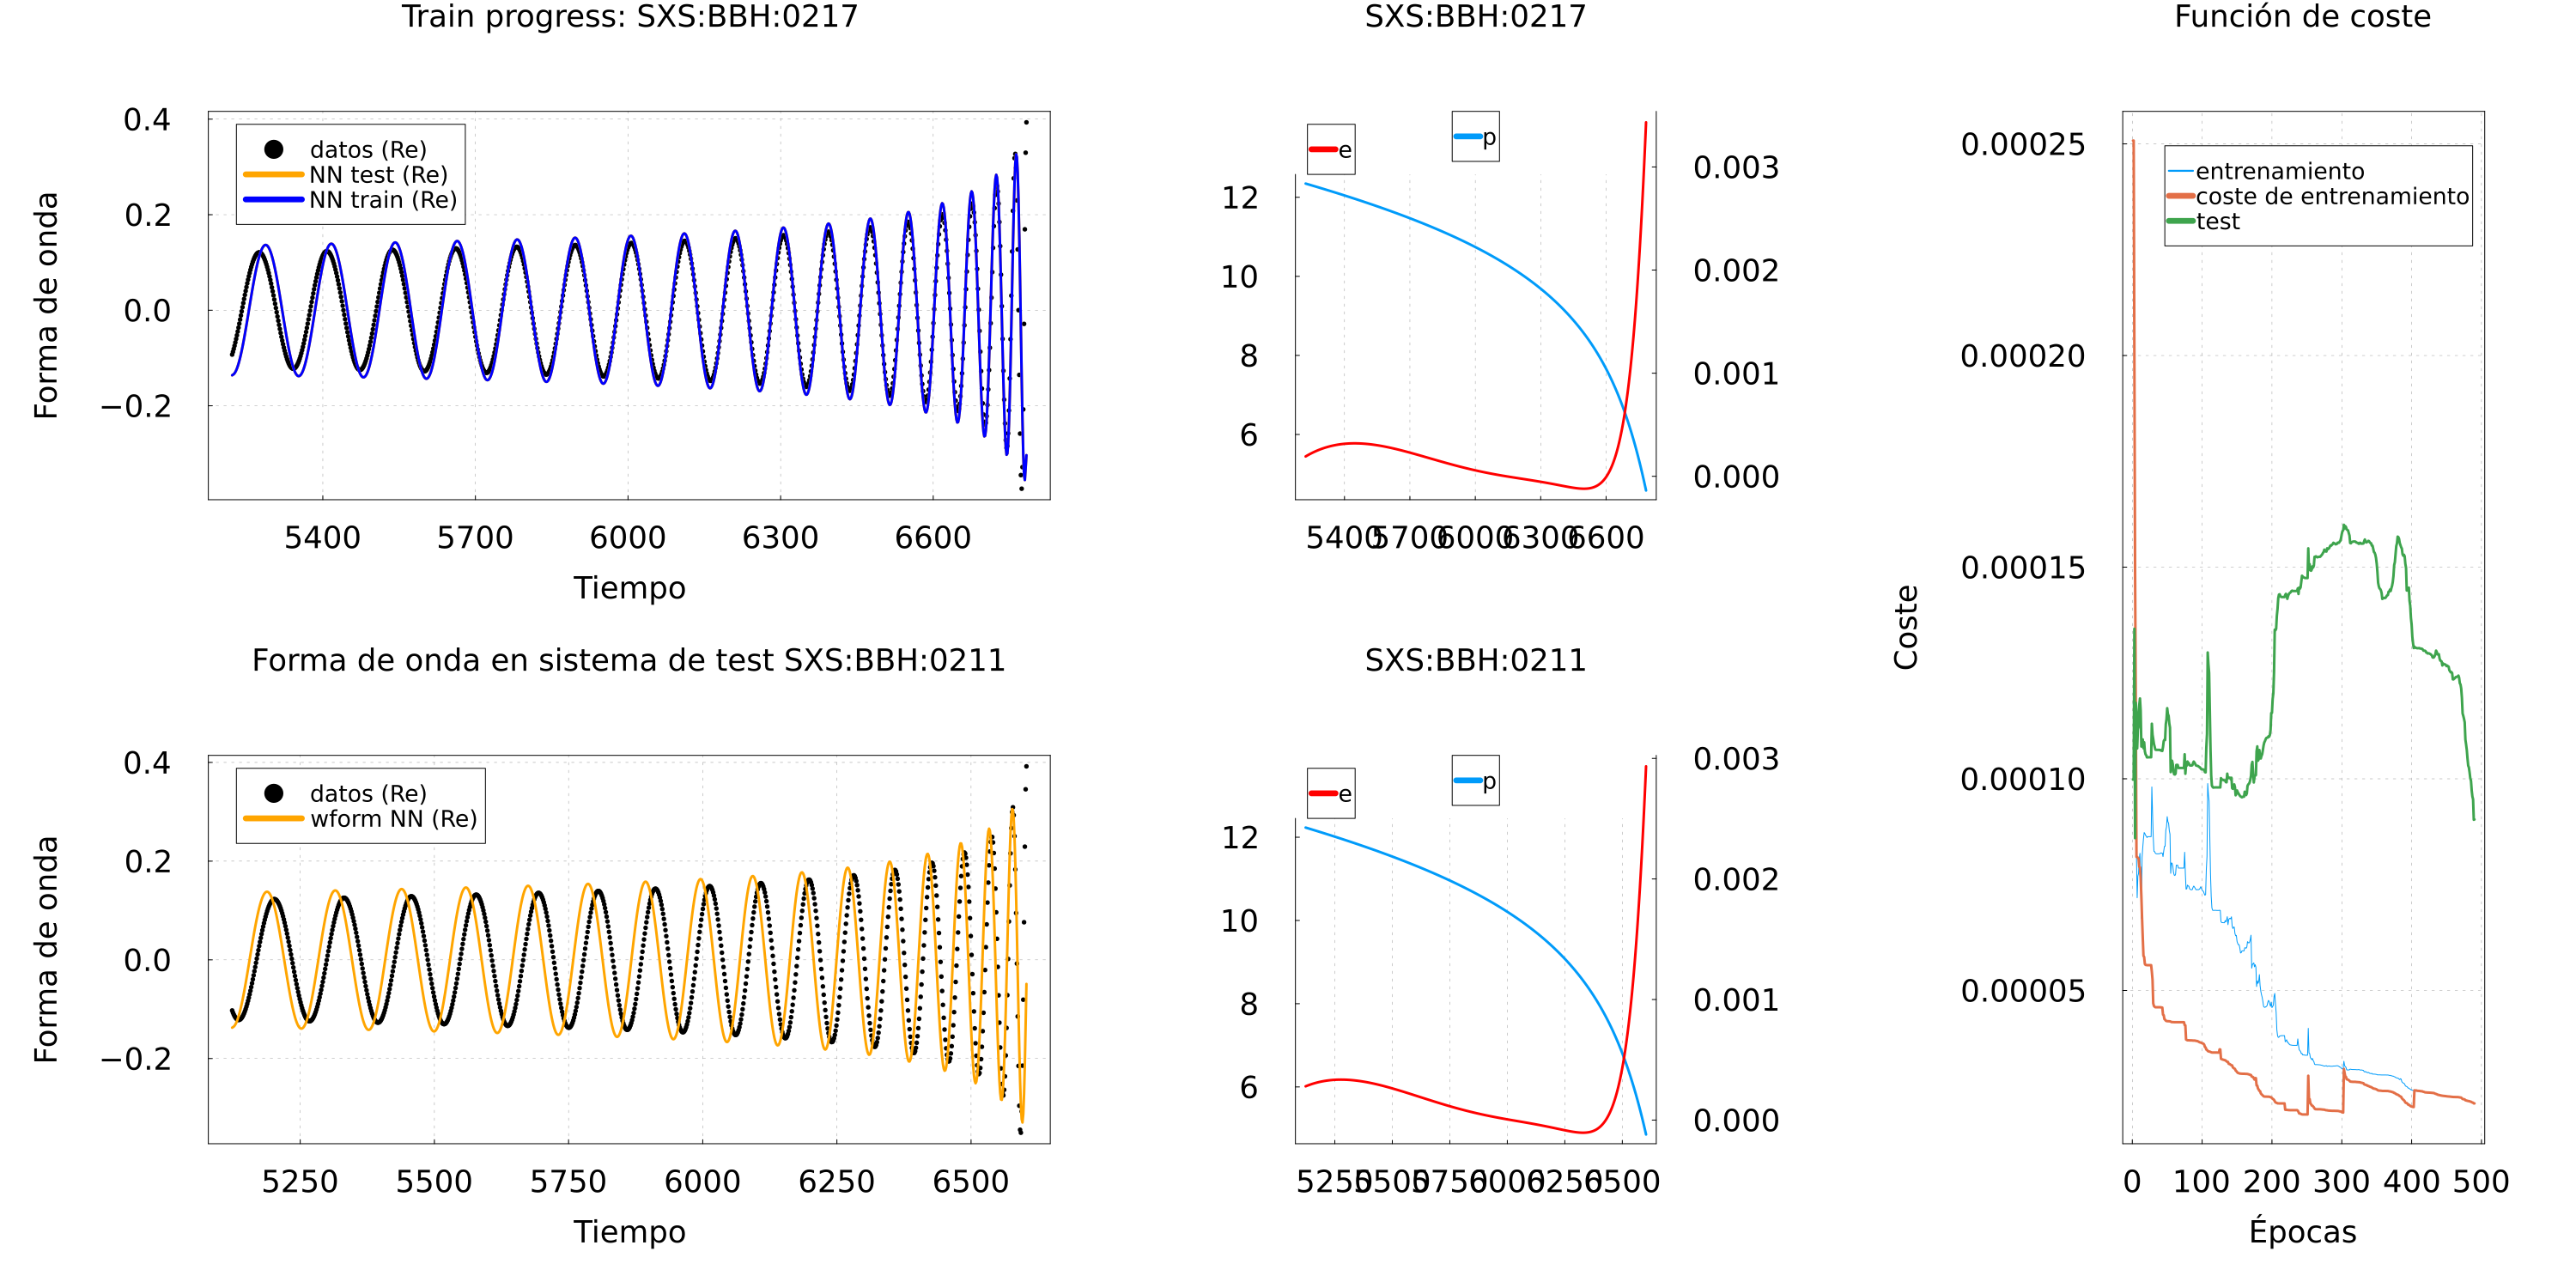 Train progress: SXS:BBH:0217
0.4
0.2
0.0
−0.2
Forma de onda
datos (Re)
NN test (Re)
NN train (Re)
5400 5700 6000 6300 6600
Tiempo
SXS:BBH:0217
e
p
12
10
8
6
0.003
0.002
0.001
0.000
5400 5700 6000 6300 6600
Forma de onda en sistema de test SXS:BBH:0211
0.4
0.2
0.0
−0.2
Forma de onda
datos (Re)
wform NN (Re)
5250 5500 5750 6000 6250 6500
Tiempo
SXS:BBH:0211
e
p
12
10
8
6
0.003
0.002
0.001
0.000
5250 5500 5750 6000 6250 6500
Función de coste
0.00025
0.00020
0.00015
0.00010
0.00005
Coste
entrenamiento
coste de entrenamiento
test
0 100 200 300 400 500
Épocas